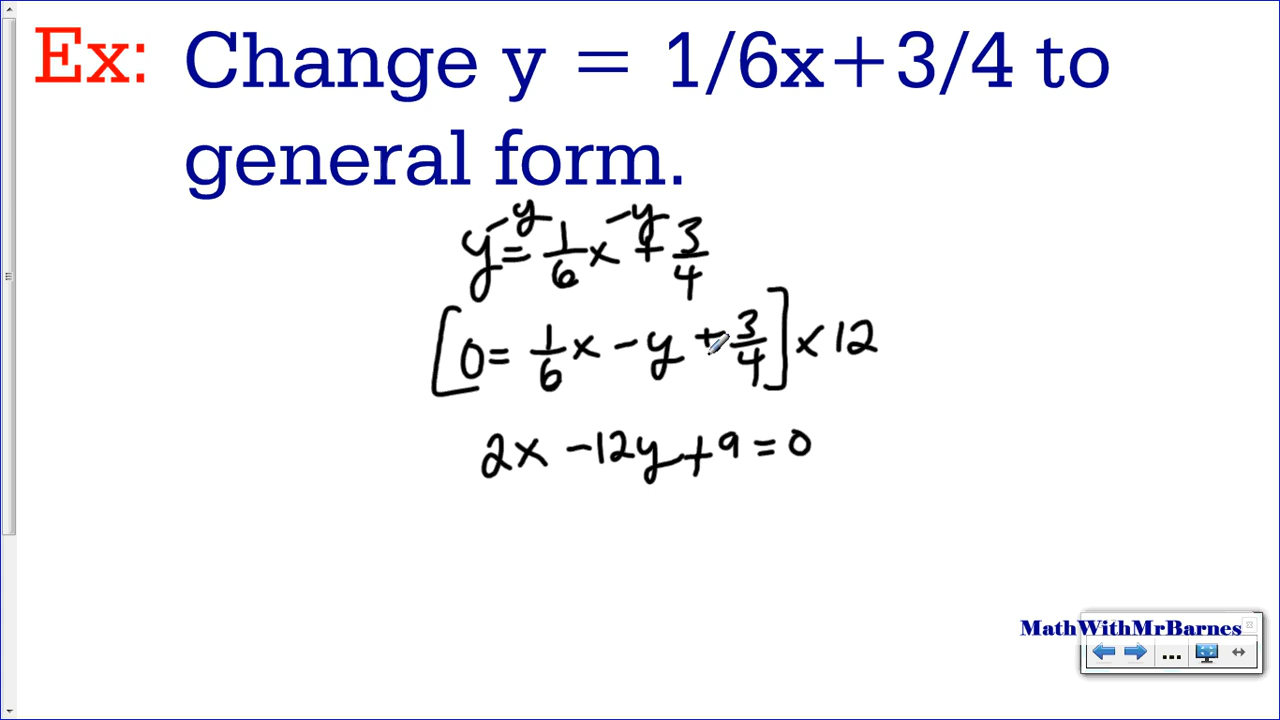 Ex: Change y = 1/6x+3/4 to
general form.
y -y = 1/6 x -y + 3/4
[0 = 1/6 x - y + 3/4] x 12
2x - 12y + 9 = 0
MathWithMrBarnes
...